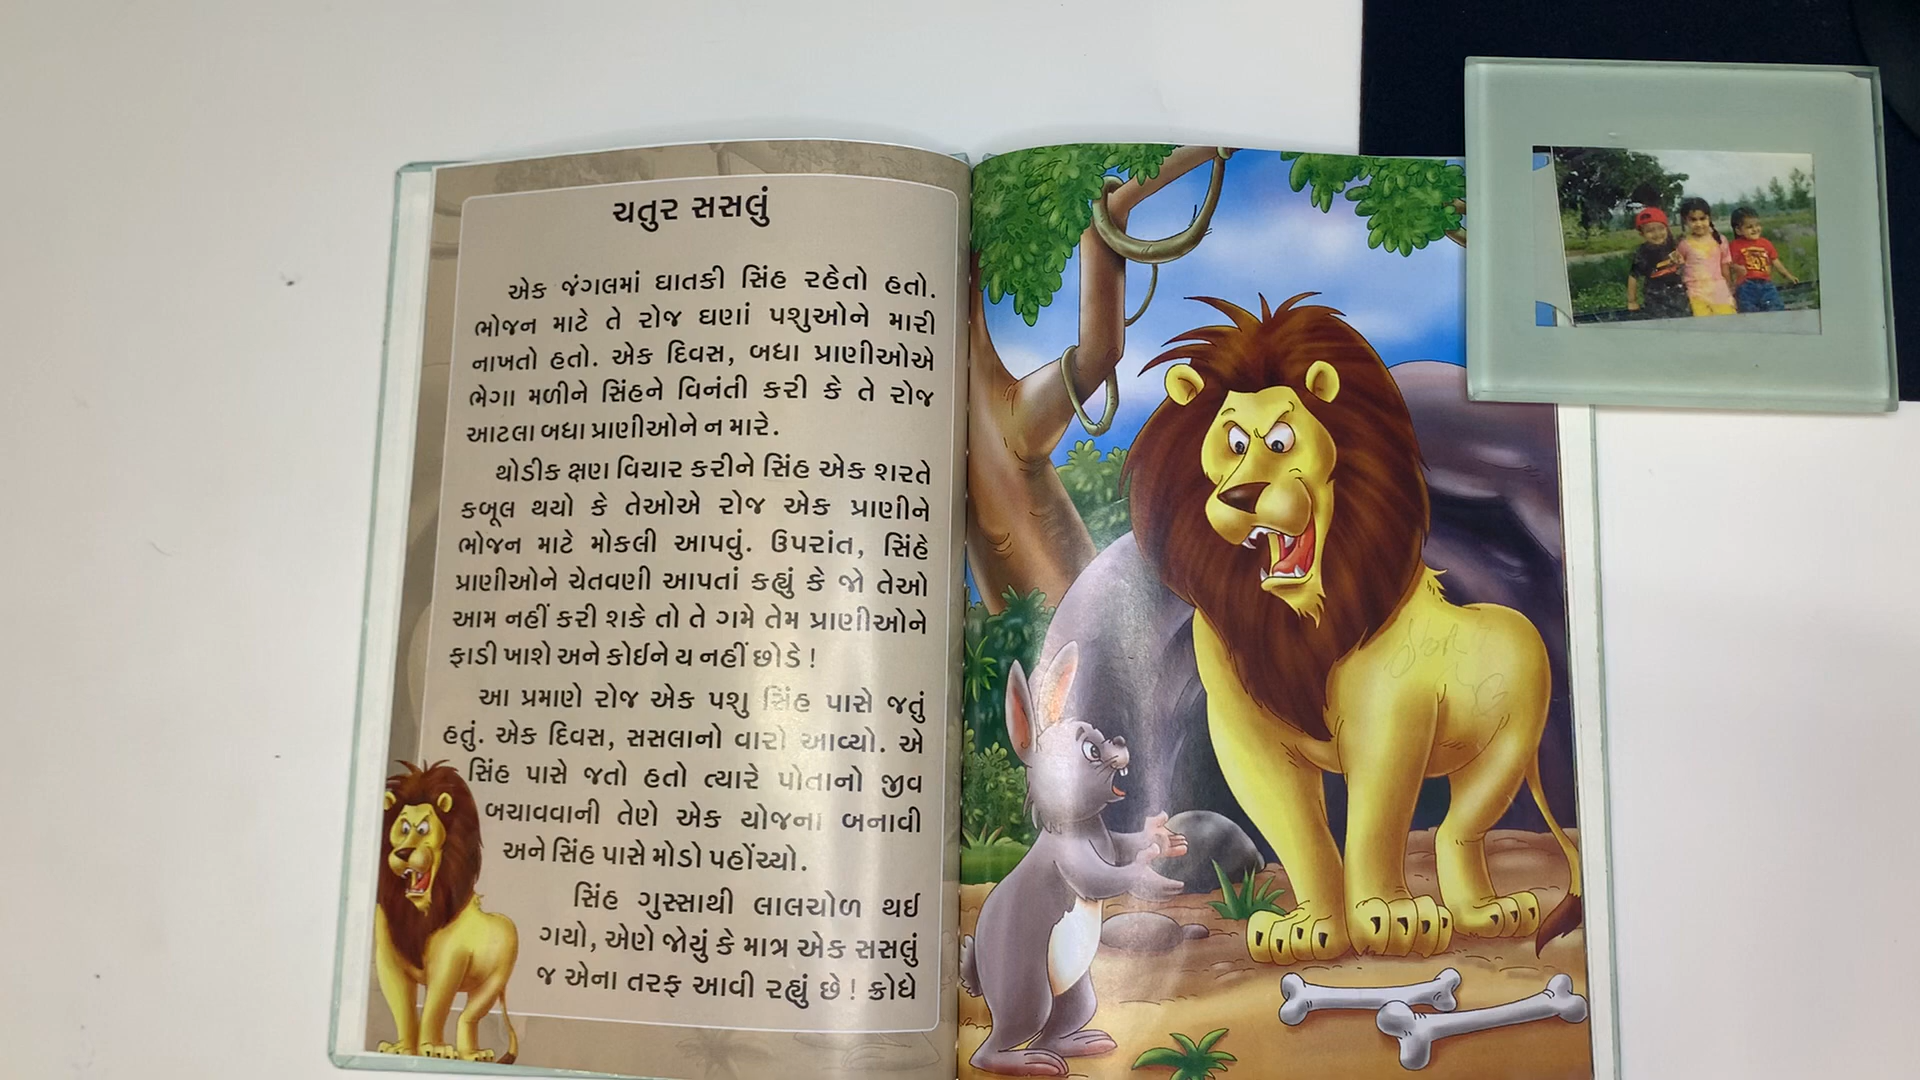 ચતુર સસલું
એક જંગલમાં ઘાતકી સિંહ રહેતો હતો.
ભોજન માટે તે રોજ ઘણાં પશુઓને મારી
નાખતો હતો. એક દિવસ, બધા પ્રાણીઓએ
ભેગા મળીને સિંહને વિનંતી કરી કે તે રોજ
આટલા બધા પ્રાણીઓને ન મારે.
થોડીક ક્ષણ વિચાર કરીને સિંહ એક શરતે
કબૂલ થયો કે તેઓએ રોજ એક પ્રાણીને
ભોજન માટે મોકલી આપવું. ઉપરાંત, સિંહે
પ્રાણીઓને ચેતવણી આપતાં કહ્યું કે જો તેઓ
આમ નહીં કરી શકે તો તે ગમે તેમ પ્રાણીઓને
ફાડી ખાશે અને કોઈને ય નહીં છોડે !
આ પ્રમાણે રોજ એક પશુ સિંહ પાસે જતું
હતું. એક દિવસ, સસલાનો વારો આવ્યો. એ
સિંહ પાસે જતો હતો ત્યારે પોતાનો જીવ
બચાવવાની તેણે એક યોજના બનાવી
અને સિંહ પાસે મોડો પહોંચ્યો.
સિંહ ગુસ્સાથી લાલચોળ થઈ
ગયો, એણે જોયું કે માત્ર એક સસલું
જ એના તરફ આવી રહ્યું છે ! ક્રોધે